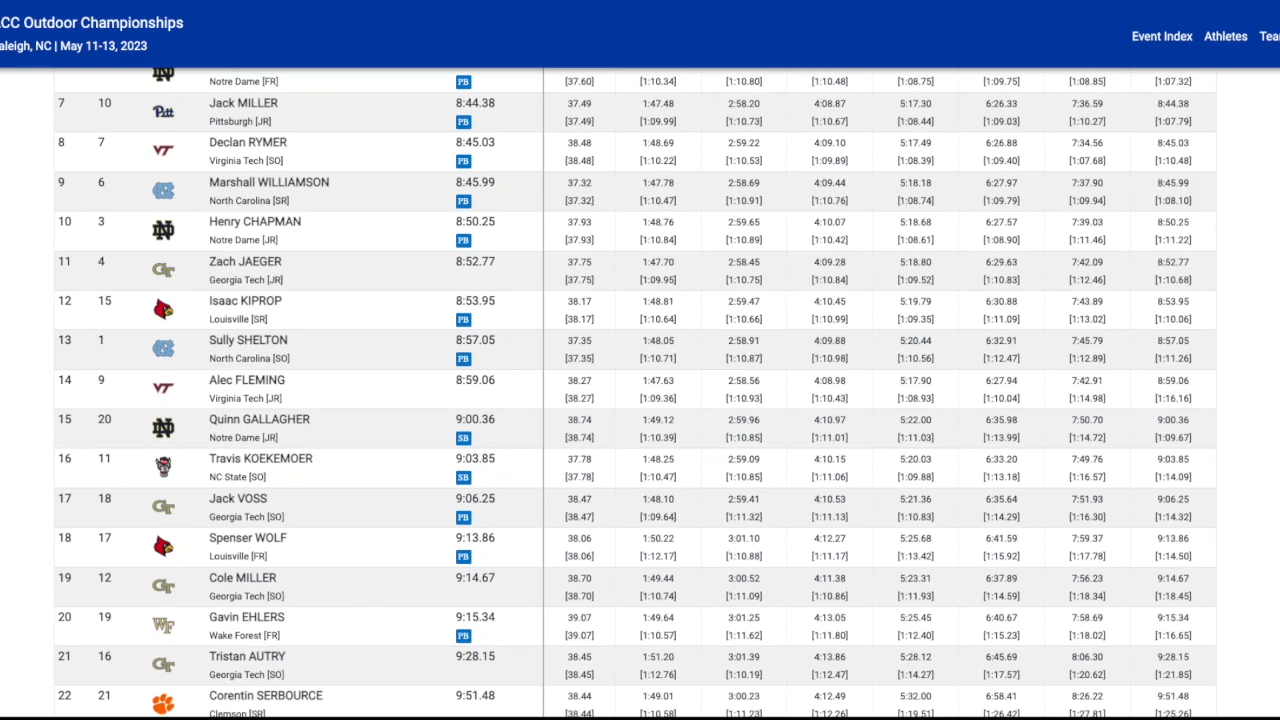 CC Outdoor Championships
aleigh, NC | May 11-13, 2023
Event Index Athletes Tea
Notre Dame [FR] PB [37.60] [1:10.34] [1:10.80] [1:10.48] [1:08.75] [1:09.75] [1:08.85] [1:07.32]
7 10 Pitt Jack MILLER 8:44.38 37.49 1:47.48 2:58.20 4:08.87 5:17.30 6:26.33 7:36.59 8:44.38
Pittsburgh [JR] PB [37.49] [1:09.99] [1:10.73] [1:10.67] [1:08.44] [1:09.03] [1:10.27] [1:07.79]
8 7 VT Declan RYMER 8:45.03 38.48 1:48.69 2:59.22 4:09.10 5:17.49 6:26.88 7:34.56 8:45.03
Virginia Tech [SO] PB [38.48] [1:10.22] [1:10.53] [1:09.89] [1:08.39] [1:09.40] [1:07.68] [1:10.48]
9 6 NC Marshall WILLIAMSON 8:45.99 37.32 1:47.78 2:58.69 4:09.44 5:18.18 6:27.97 7:37.90 8:45.99
North Carolina [SR] PB [37.32] [1:10.47] [1:10.91] [1:10.76] [1:08.74] [1:09.79] [1:09.94] [1:08.10]
10 3 ND Henry CHAPMAN 8:50.25 37.93 1:48.76 2:59.65 4:10.07 5:18.68 6:27.57 7:39.03 8:50.25
Notre Dame [JR] PB [37.93] [1:10.84] [1:10.89] [1:10.42] [1:08.61] [1:08.90] [1:11.46] [1:11.22]
11 4 GT Zach JAEGER 8:52.77 37.75 1:47.70 2:58.45 4:09.28 5:18.80 6:29.63 7:42.09 8:52.77
Georgia Tech [JR] [37.75] [1:09.95] [1:10.75] [1:10.84] [1:09.52] [1:10.83] [1:12.46] [1:10.68]
12 15 Isaac KIPROP 8:53.95 38.17 1:48.81 2:59.47 4:10.45 5:19.79 6:30.88 7:43.89 8:53.95
Louisville [SR] PB [38.17] [1:10.64] [1:10.66] [1:10.99] [1:09.35] [1:11.09] [1:13.02] [1:10.06]
13 1 NC Sully SHELTON 8:57.05 37.35 1:48.05 2:58.91 4:09.88 5:20.44 6:32.91 7:45.79 8:57.05
North Carolina [SO] PB [37.35] [1:10.71] [1:10.87] [1:10.98] [1:10.56] [1:12.47] [1:12.89] [1:11.26]
14 9 VT Alec FLEMING 8:59.06 38.27 1:47.63 2:58.56 4:08.98 5:17.90 6:27.94 7:42.91 8:59.06
Virginia Tech [JR] [38.27] [1:09.36] [1:10.93] [1:10.43] [1:08.93] [1:10.04] [1:14.98] [1:16.16]
15 20 ND Quinn GALLAGHER 9:00.36 38.74 1:49.12 2:59.96 4:10.97 5:22.00 6:35.98 7:50.70 9:00.36
Notre Dame [JR] SB [38.74] [1:10.39] [1:10.85] [1:11.01] [1:11.03] [1:13.99] [1:14.72] [1:09.67]
16 11 Travis KOEKEMOER 9:03.85 37.78 1:48.25 2:59.09 4:10.15 5:20.03 6:33.20 7:49.76 9:03.85
NC State [SO] SB [37.78] [1:10.47] [1:10.85] [1:11.06] [1:09.88] [1:13.18] [1:16.57] [1:14.09]
17 18 GT Jack VOSS 9:06.25 38.47 1:48.10 2:59.41 4:10.53 5:21.36 6:35.64 7:51.93 9:06.25
Georgia Tech [SO] PB [38.47] [1:09.64] [1:11.32] [1:11.13] [1:10.83] [1:14.29] [1:16.30] [1:14.32]
18 17 Spenser WOLF 9:13.86 38.06 1:50.22 3:01.10 4:12.27 5:25.68 6:41.59 7:59.37 9:13.86
Louisville [FR] PB [38.06] [1:12.17] [1:10.88] [1:11.17] [1:13.42] [1:15.92] [1:17.78] [1:14.50]
19 12 GT Cole MILLER 9:14.67 38.70 1:49.44 3:00.52 4:11.38 5:23.31 6:37.89 7:56.23 9:14.67
Georgia Tech [SO] [38.70] [1:10.74] [1:11.09] [1:10.86] [1:11.93] [1:14.59] [1:18.34] [1:18.45]
20 19 WF Gavin EHLERS 9:15.34 39.07 1:49.64 3:01.25 4:13.05 5:25.45 6:40.67 7:58.69 9:15.34
Wake Forest [FR] PB [39.07] [1:10.57] [1:11.62] [1:11.80] [1:12.40] [1:15.23] [1:18.02] [1:16.65]
21 16 GT Tristan AUTRY 9:28.15 38.45 1:51.20 3:01.39 4:13.86 5:28.12 6:45.69 8:06.30 9:28.15
Georgia Tech [SO] [38.45] [1:12.76] [1:10.19] [1:12.47] [1:14.27] [1:17.57] [1:20.62] [1:21.85]
22 21 Corentin SERBOURCE 9:51.48 38.44 1:49.01 3:00.23 4:12.49 5:32.00 6:58.41 8:26.22 9:51.48
Clemson [SR] [38.44] [1:10.58] [1:11.23] [1:12.26] [1:19.51] [1:26.42] [1:27.81] [1:25.26]